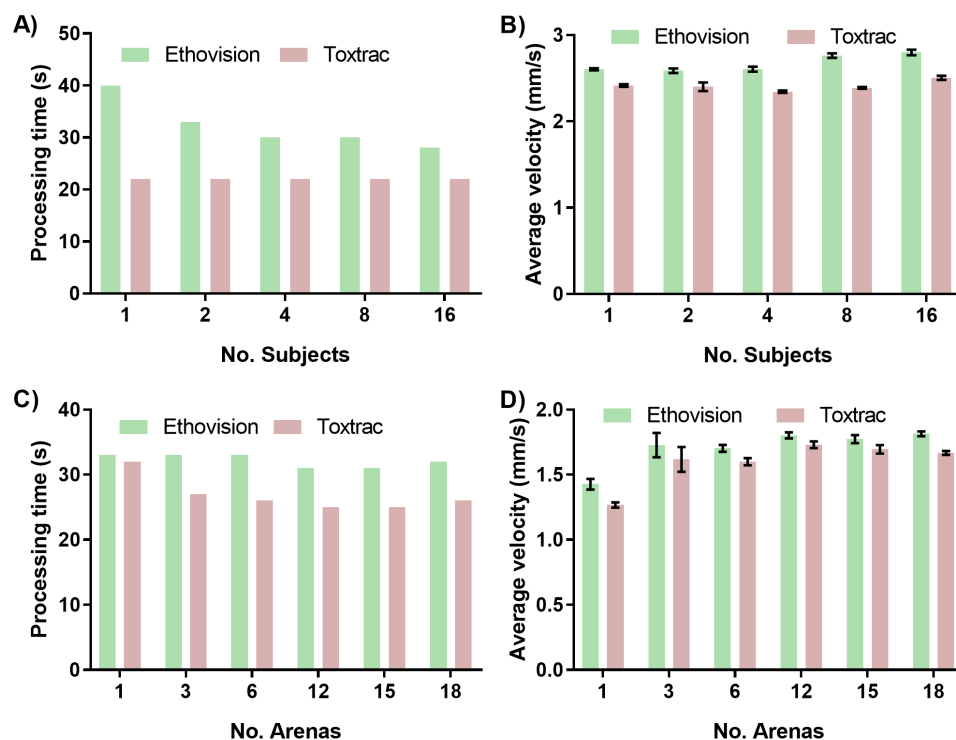 A)
Processing time (s)
50
40
30
20
10
0
Ethovision Toxtrac
1 2 4 8 16
No. Subjects
B)
Average velocity (mm/s)
3
2
1
0
Ethovision Toxtrac
1 2 4 8 16
No. Subjects
C)
Processing time (s)
40
30
20
10
0
Ethovision Toxtrac
1 3 6 12 15 18
No. Arenas
D)
Average velocity (mm/s)
2.0
1.5
1.0
0.5
0.0
Ethovision Toxtrac
1 3 6 12 15 18
No. Arenas